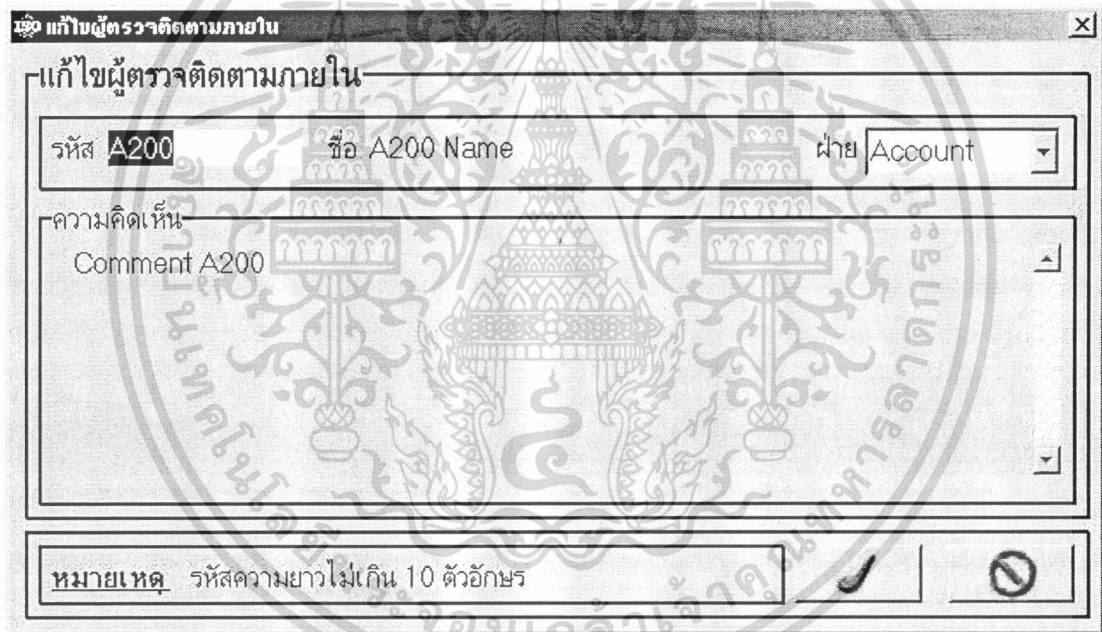 ISO แก้ไขผู้ตรวจติดตามภายใน
แก้ไขผู้ตรวจติดตามภายใน
รหัส A200 ชื่อ A200 Name ฝ่าย Account
ความคิดเห็น
Comment A200
หมายเหตุ รหัสความยาวไม่เกิน 10 ตัวอักษร